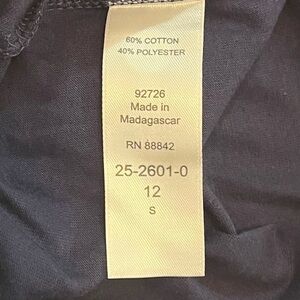 60% COTTON
40% POLYESTER
92726
Made in
Madagascar
RN 88842
25-2601-0
12
S